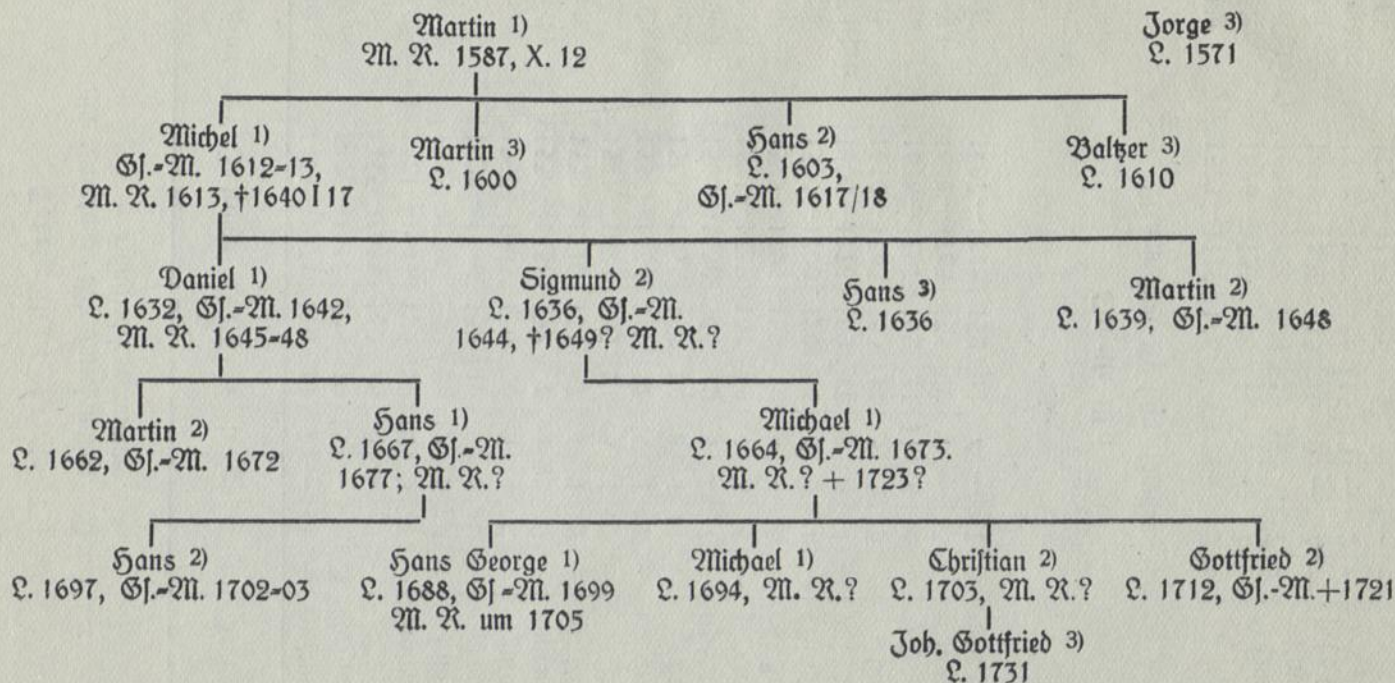 Martin 1)
M. R. 1587, X. 12
Jorge 3)
L. 1571
Michel 1)
Gs.-M. 1612-13,
M. R. 1613, †1640 I 17
Martin 3)
L. 1600
Hans 2)
L. 1603,
Gs.-M. 1617/18
Baltzer 3)
L. 1610
Daniel 1)
L. 1632, Gs.-M. 1642,
M. R. 1645-48
Sigmund 2)
L. 1636, Gs.-M.
1644, †1649? M. R.?
Hans 3)
L. 1636
Martin 2)
L. 1639, Gs.-M. 1648
Martin 2)
L. 1662, Gs.-M. 1672
Hans 1)
L. 1667, Gs.-M.
1677; M. R.?
Michael 1)
L. 1664, Gs.-M. 1673.
M. R.? + 1723?
Hans 2)
L. 1697, Gs.-M. 1702-03
Hans George 1)
L. 1688, Gs-M. 1699
M. R. um 1705
Michael 1)
L. 1694, M. R.?
Christian 2)
L. 1703, M. R.?
Gottfried 2)
L. 1712, Gs.-M.+1721
Joh. Gottfried 3)
L. 1731